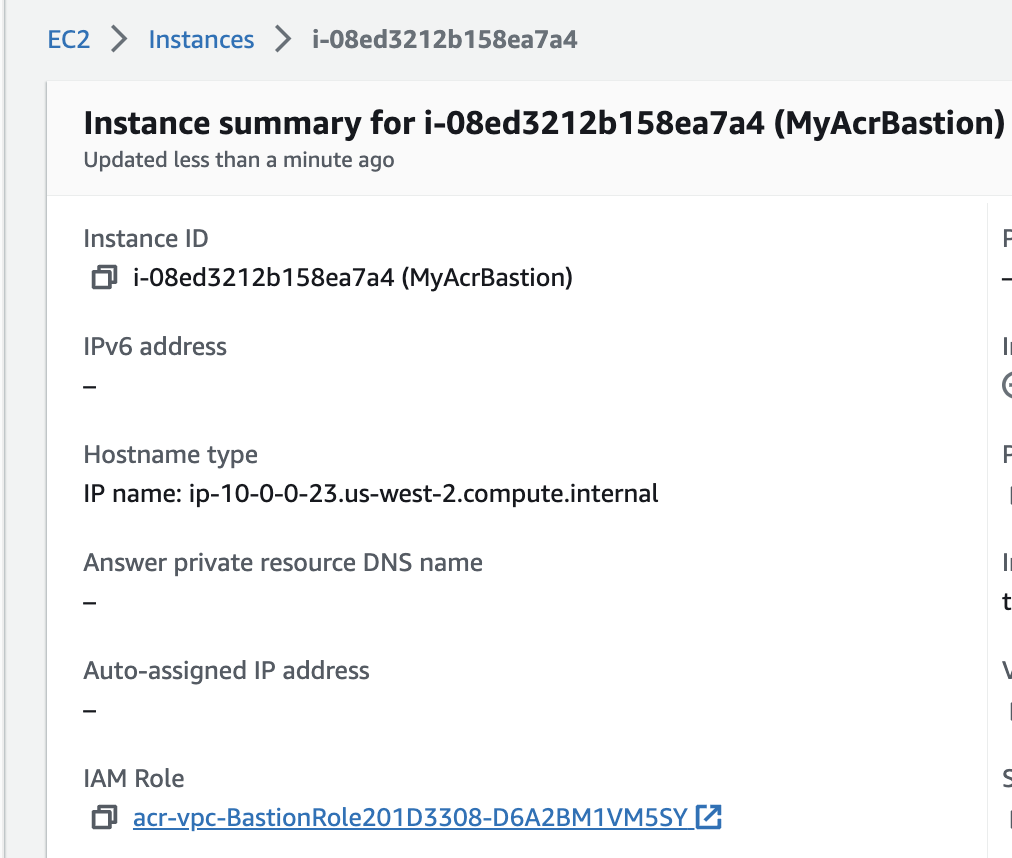 EC2 > Instances > i-08ed3212b158ea7a4
Instance summary for i-08ed3212b158ea7a4 (MyAcrBastion)
Updated less than a minute ago
Instance ID
i-08ed3212b158ea7a4 (MyAcrBastion)
IPv6 address
–
Hostname type
IP name: ip-10-0-0-23.us-west-2.compute.internal
Answer private resource DNS name
–
Auto-assigned IP address
–
IAM Role
acr-vpc-BastionRole201D3308-D6A2BM1VM5SY